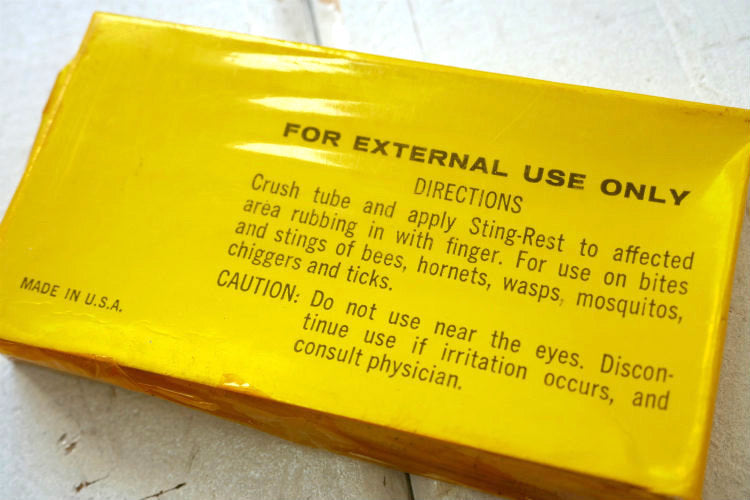 FOR EXTERNAL USE ONLY
DIRECTIONS
Crush tube and apply Sting-Rest to affected
area rubbing in with finger. For use on bites
and stings of bees, hornets, wasps, mosquitos,
chiggers and ticks.
CAUTION: Do not use near the eyes. Discon-
tinue use if irritation occurs, and
consult physician.
MADE IN U.S.A.